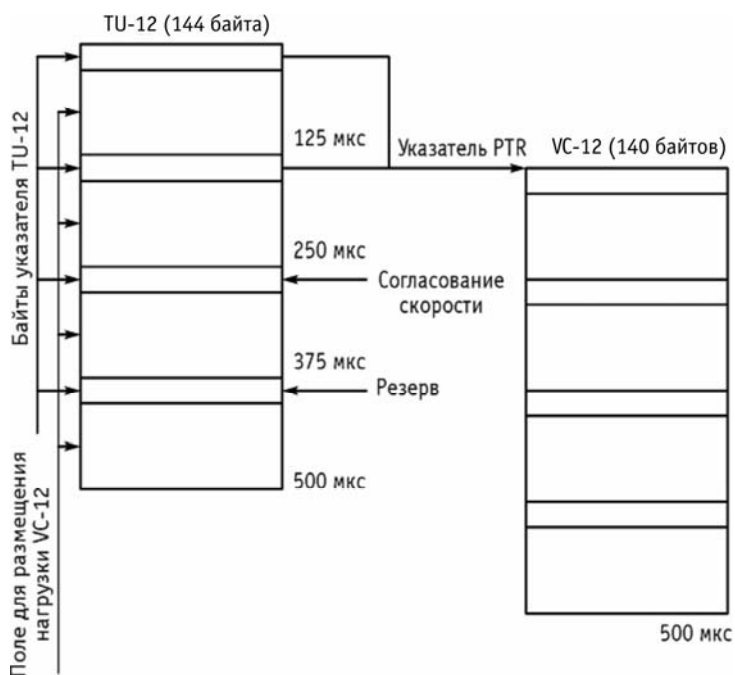 TU-12 (144 байта)
125 мкс
Указатель PTR
VC-12 (140 байтов)
Байты указателя TU-12
250 мкс
Согласование
скорости
375 мкс
Резерв
500 мкс
Поле для размещения
нагрузки VC-12
500 мкс